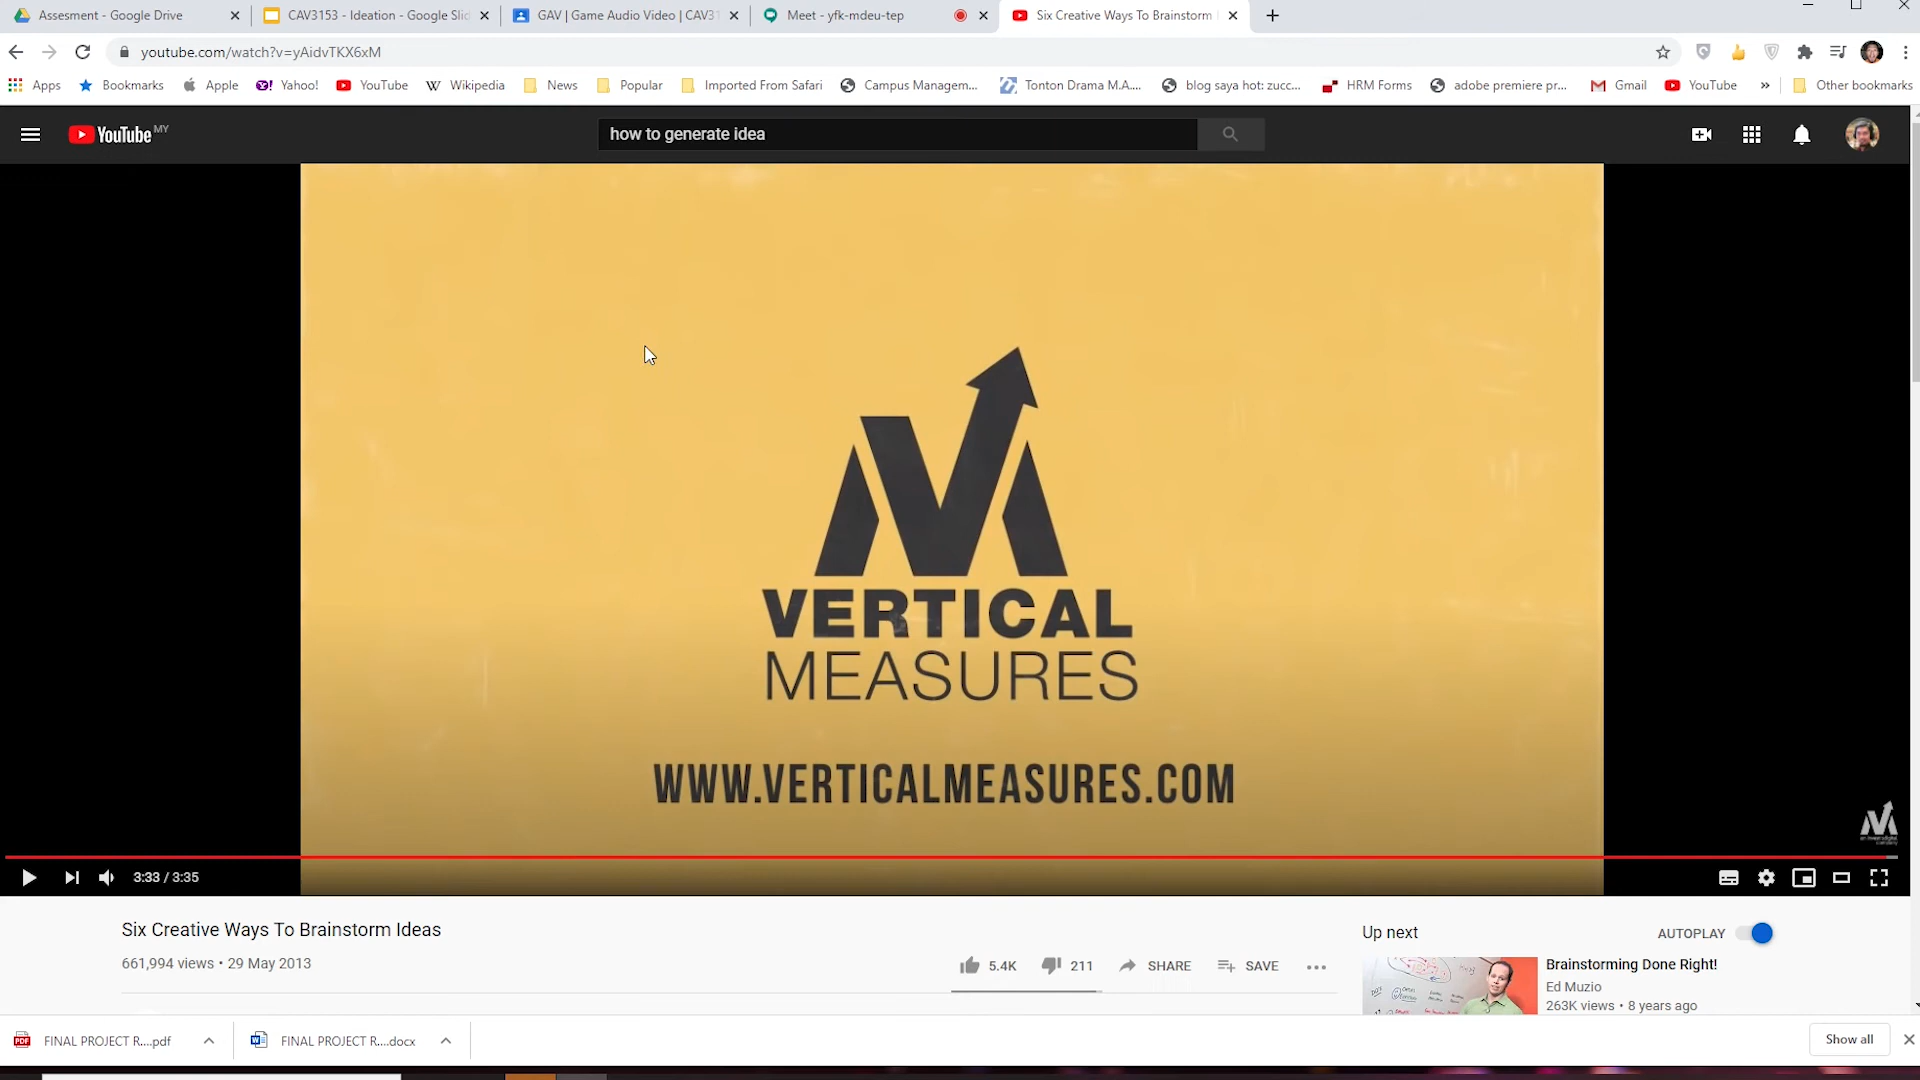 Assesment - Google Drive
CAV3153 - Ideation - Google Slid
GAV | Game Audio Video | CAV31
Meet - yfk-mdeu-tep
Six Creative Ways To Brainstorm
youtube.com/watch?v=yAidvTKX6xM
Apps
Bookmarks
Apple
Yahoo!
YouTube
Wikipedia
News
Popular
Imported From Safari
Campus Managem...
Tonton Drama M.A....
blog saya hot: zucc...
HRM Forms
adobe premiere pr...
Gmail
YouTube
»
Other bookmarks
YouTube MY
how to generate idea
VERTICAL
MEASURES
WWW.VERTICALMEASURES.COM
3:33 / 3:35
Six Creative Ways To Brainstorm Ideas
661,994 views • 29 May 2013
5.4K
211
SHARE
SAVE
Up next
AUTOPLAY
Brainstorming Done Right!
Ed Muzio
263K views • 8 years ago
FINAL PROJECT R....pdf
FINAL PROJECT R....docx
Show all